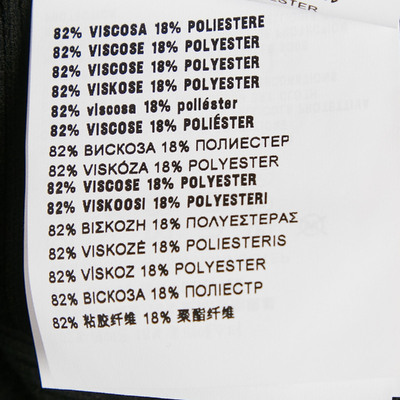 82% VISCOSA 18% POLIESTERE
82% VISCOSE 18% POLYESTER
82% VISCOSE 18% POLYESTER
82% VISKOSE 18% POLYESTER
82% viscosa 18% poliéster
82% VISCOSE 18% POLIÉSTER
82% ВИСКОЗА 18% ПОЛИЕСТЕР
82% VISKÓZA 18% POLYESTER
82% VISCOSE 18% POLYESTER
82% VISKOOSI 18% POLYESTERI
82% ΒΙΣΚΟΖΗ 18% ΠΟΛΥΕΣΤΕΡΑΣ
82% VISKOZĖ 18% POLIESTERIS
82% VİSKOZ 18% POLYESTER
82% ВІСКОЗА 18% ПОЛІЕСТР
82% 粘胶纤维 18% 聚酯纤维